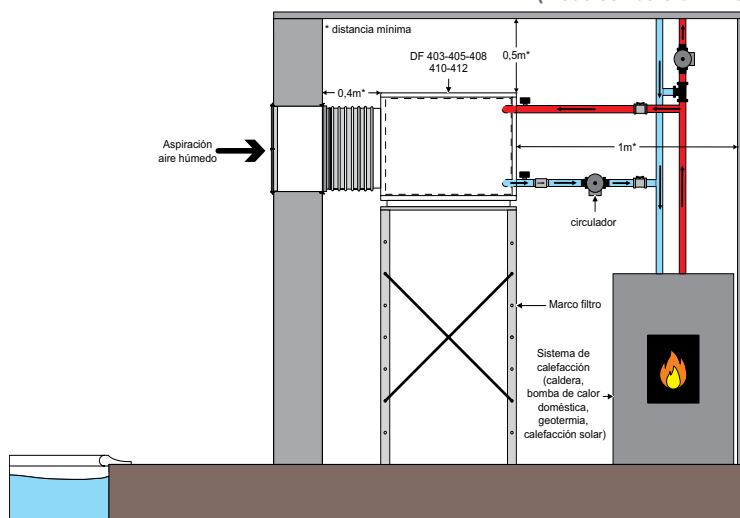 * distancia mínima
DF 403-405-408
410-412
0,5m*
0,4m*
Aspiración
aire húmedo
1m*
circulador
Marco filtro
Sistema de
calefacción
(caldera,
bomba de calor
doméstica,
geotermia,
calefacción solar)